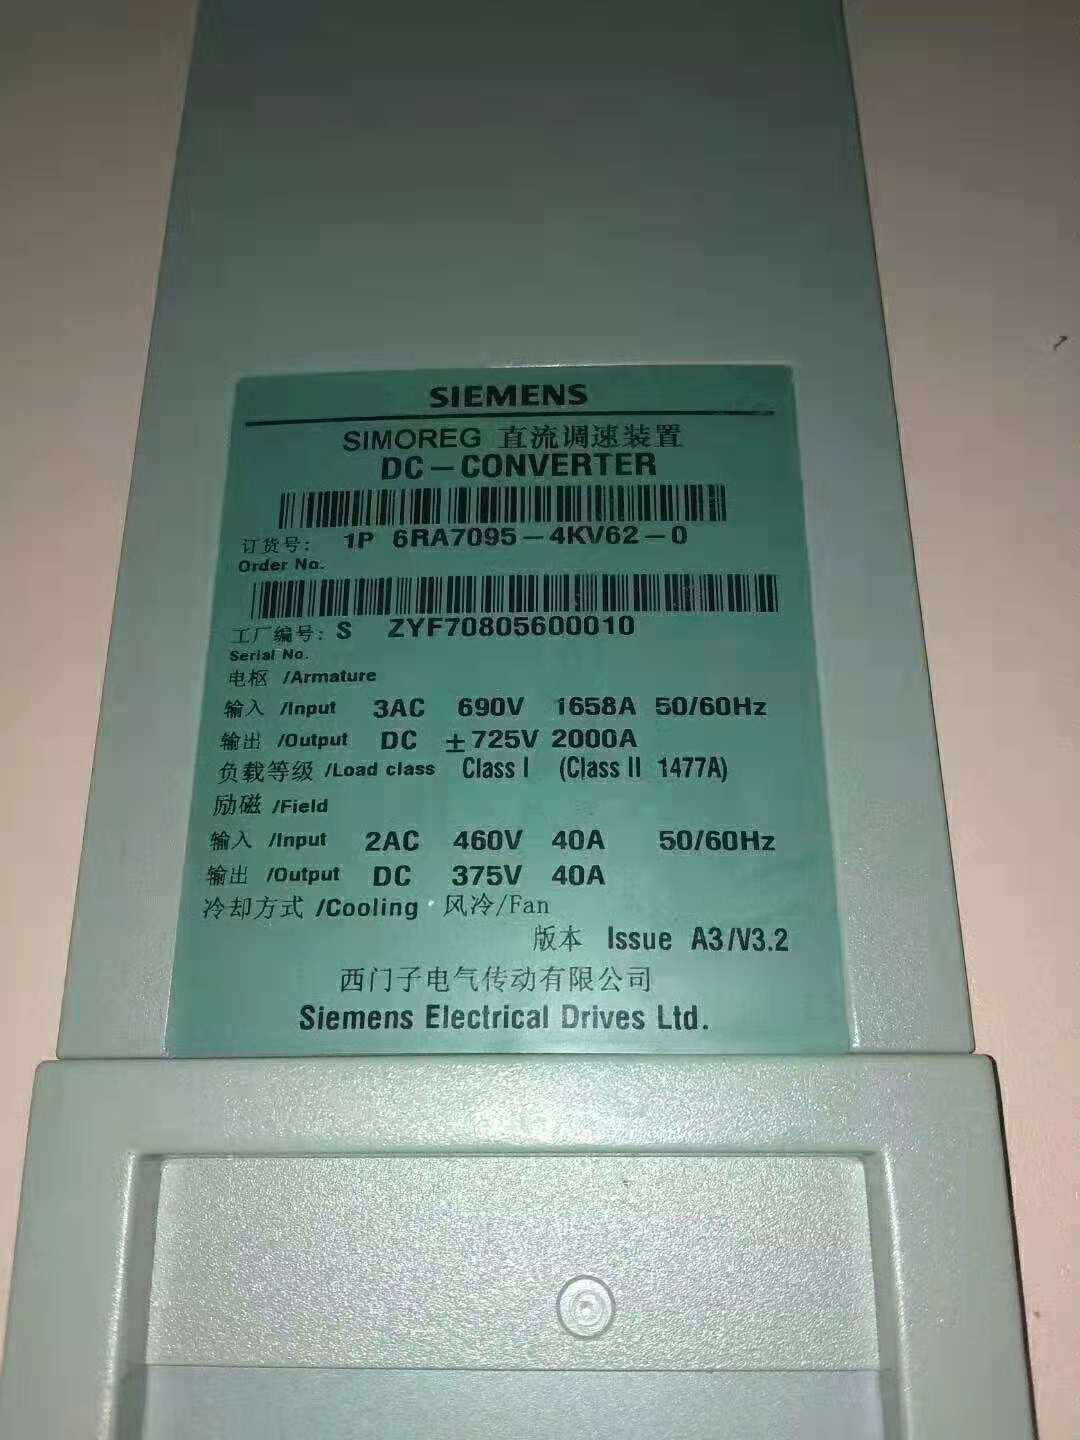 SIEMENS
SIMOREG 直流调速装置
DC-CONVERTER
订货号: 1P 6RA7095-4KV62-0
Order No.
工厂编号: S ZYF70805600010
Serial No.
电枢 /Armature
输入 /Input 3AC 690V 1658A 50/60Hz
输出 /Output DC ±725V 2000A
负载等级 /Load class Class I (Class II 1477A)
励磁 /Field
输入 /Input 2AC 460V 40A 50/60Hz
输出 /Output DC 375V 40A
冷却方式 /Cooling 风冷/Fan
版本 Issue A3/V3.2
西门子电气传动有限公司
Siemens Electrical Drives Ltd.